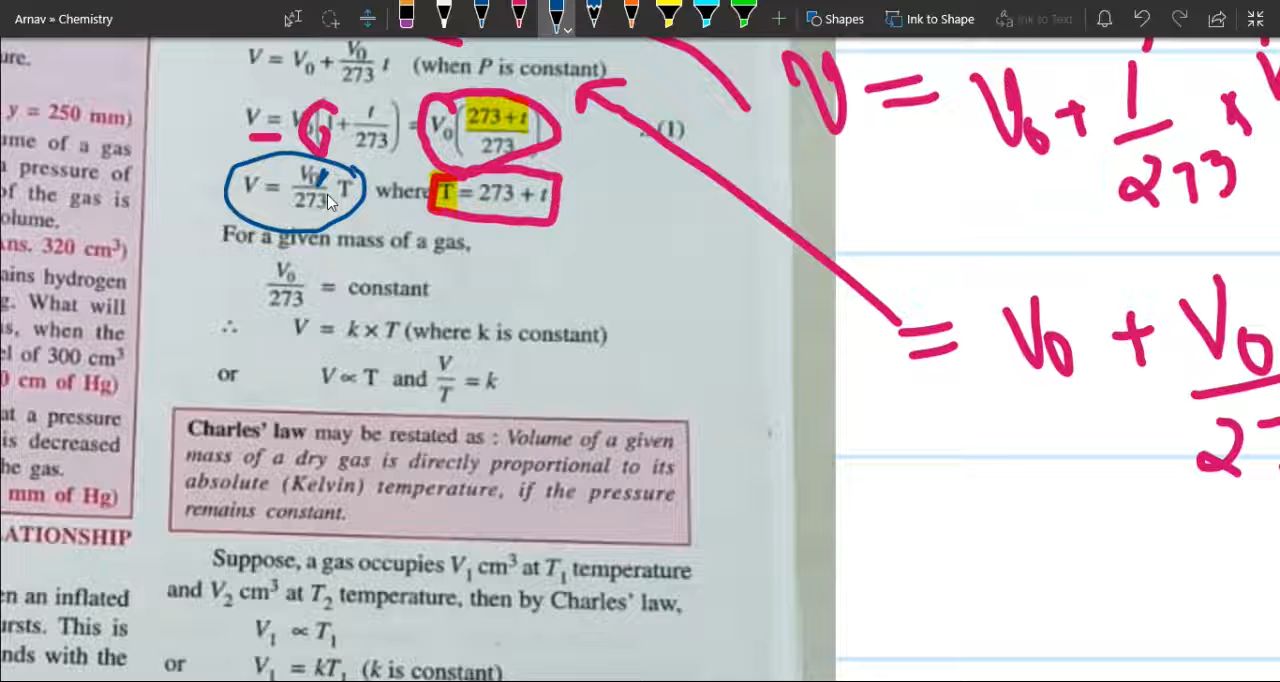 Arnav » Chemistry
Shapes
Ink to Shape
Ink to Text
ure.
y = 250 mm)
ume of a gas
a pressure of
of the gas is
olume.
ns. 320 cm³)
ains hydrogen
g. What will
s, when the
el of 300 cm³
0 cm of Hg)
at a pressure
is decreased
he gas.
mm of Hg)
ATIONSHIP
en an inflated
ursts. This is
nds with the
V = V₀ + V₀/273 t (when P is constant)
V = V₀(1 + t/273) = V₀(273 + t/273) ...(1)
V = V₀/273 T where T = 273 + t
For a given mass of a gas,
V₀/273 = constant
∴ V = k × T (where k is constant)
or V ∝ T and V/T = k
Charles' law may be restated as : Volume of a given
mass of a dry gas is directly proportional to its
absolute (Kelvin) temperature, if the pressure
remains constant.
Suppose, a gas occupies V₁ cm³ at T₁ temperature
and V₂ cm³ at T₂ temperature, then by Charles' law,
V₁ ∝ T₁
or V₁ = kT₁ (k is constant)
V = V₀ + 1/273 ×
= V₀ + V₀/27